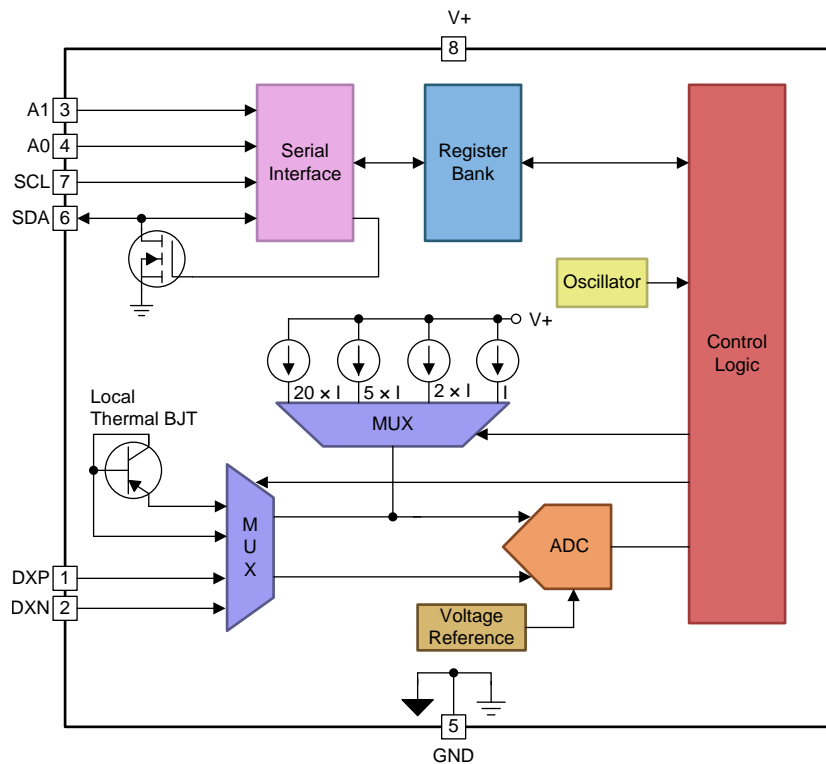 V+
8
A1 3
A0 4
SCL 7
SDA 6
Serial
Interface
Register
Bank
Control
Logic
Oscillator
V+
20 × I
5 × I
2 × I
I
MUX
Local
Thermal BJT
M
U
X
ADC
DXP 1
DXN 2
Voltage
Reference
5
GND